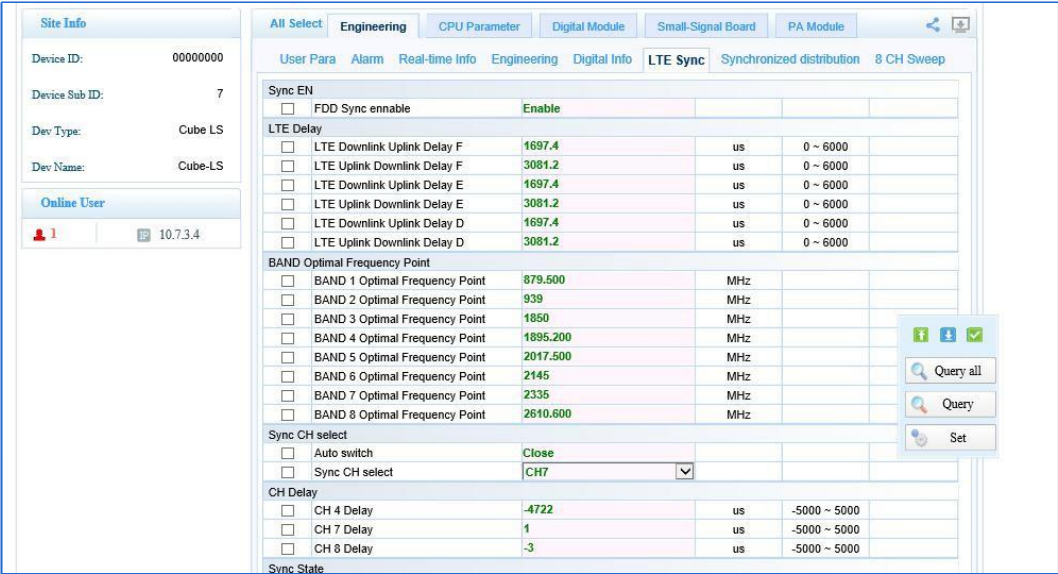 Site Info
Device ID: 00000000
Device Sub ID: 7
Dev Type: Cube LS
Dev Name: Cube-LS
Online User
1 IP 10.7.3.4
All Select Engineering CPU Parameter Digital Module Small-Signal Board PA Module
User Para Alarm Real-time Info Engineering Digital Info LTE Sync Synchronized distribution 8 CH Sweep
Sync EN
FDD Sync ennable Enable
LTE Delay
LTE Downlink Uplink Delay F 1697.4 us 0 ~ 6000
LTE Uplink Downlink Delay F 3081.2 us 0 ~ 6000
LTE Downlink Uplink Delay E 1697.4 us 0 ~ 6000
LTE Uplink Downlink Delay E 3081.2 us 0 ~ 6000
LTE Downlink Uplink Delay D 1697.4 us 0 ~ 6000
LTE Uplink Downlink Delay D 3081.2 us 0 ~ 6000
BAND Optimal Frequency Point
BAND 1 Optimal Frequency Point 879.500 MHz
BAND 2 Optimal Frequency Point 939 MHz
BAND 3 Optimal Frequency Point 1850 MHz
BAND 4 Optimal Frequency Point 1895.200 MHz
BAND 5 Optimal Frequency Point 2017.500 MHz
BAND 6 Optimal Frequency Point 2145 MHz
BAND 7 Optimal Frequency Point 2335 MHz
BAND 8 Optimal Frequency Point 2610.600 MHz
Sync CH select
Auto switch Close
Sync CH select CH7
CH Delay
CH 4 Delay -4722 us -5000 ~ 5000
CH 7 Delay 1 us -5000 ~ 5000
CH 8 Delay -3 us -5000 ~ 5000
Sync State
Query all
Query
Set